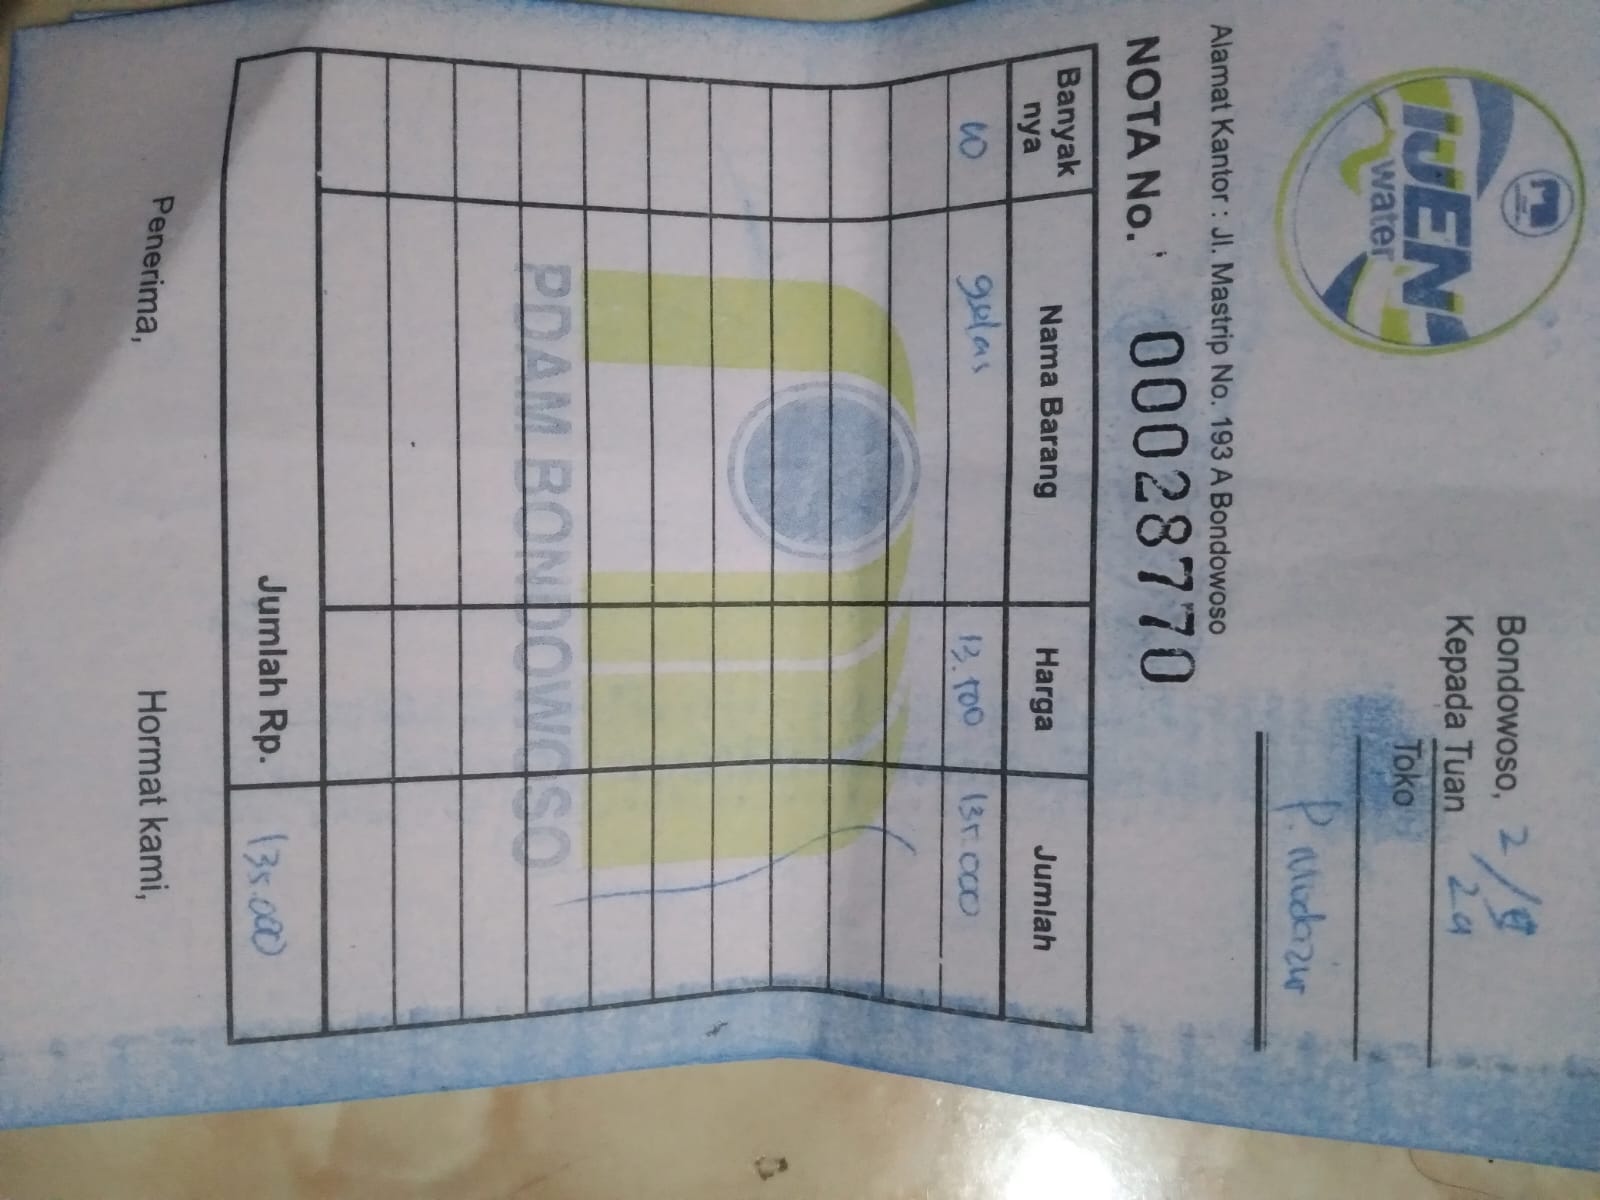 IJEN
water
Bondowoso, 2/9 24
Kepada Tuan
Toko
Alamat Kantor : Jl. Mastrip No. 193 A Bondowoso
NOTA No. 00028770
Banyak nya Nama Barang Harga Jumlah
10 gelas 13.500 135.000
PDAM BONDOWOSO
Jumlah Rp. 135.000
Penerima, Hormat kami,